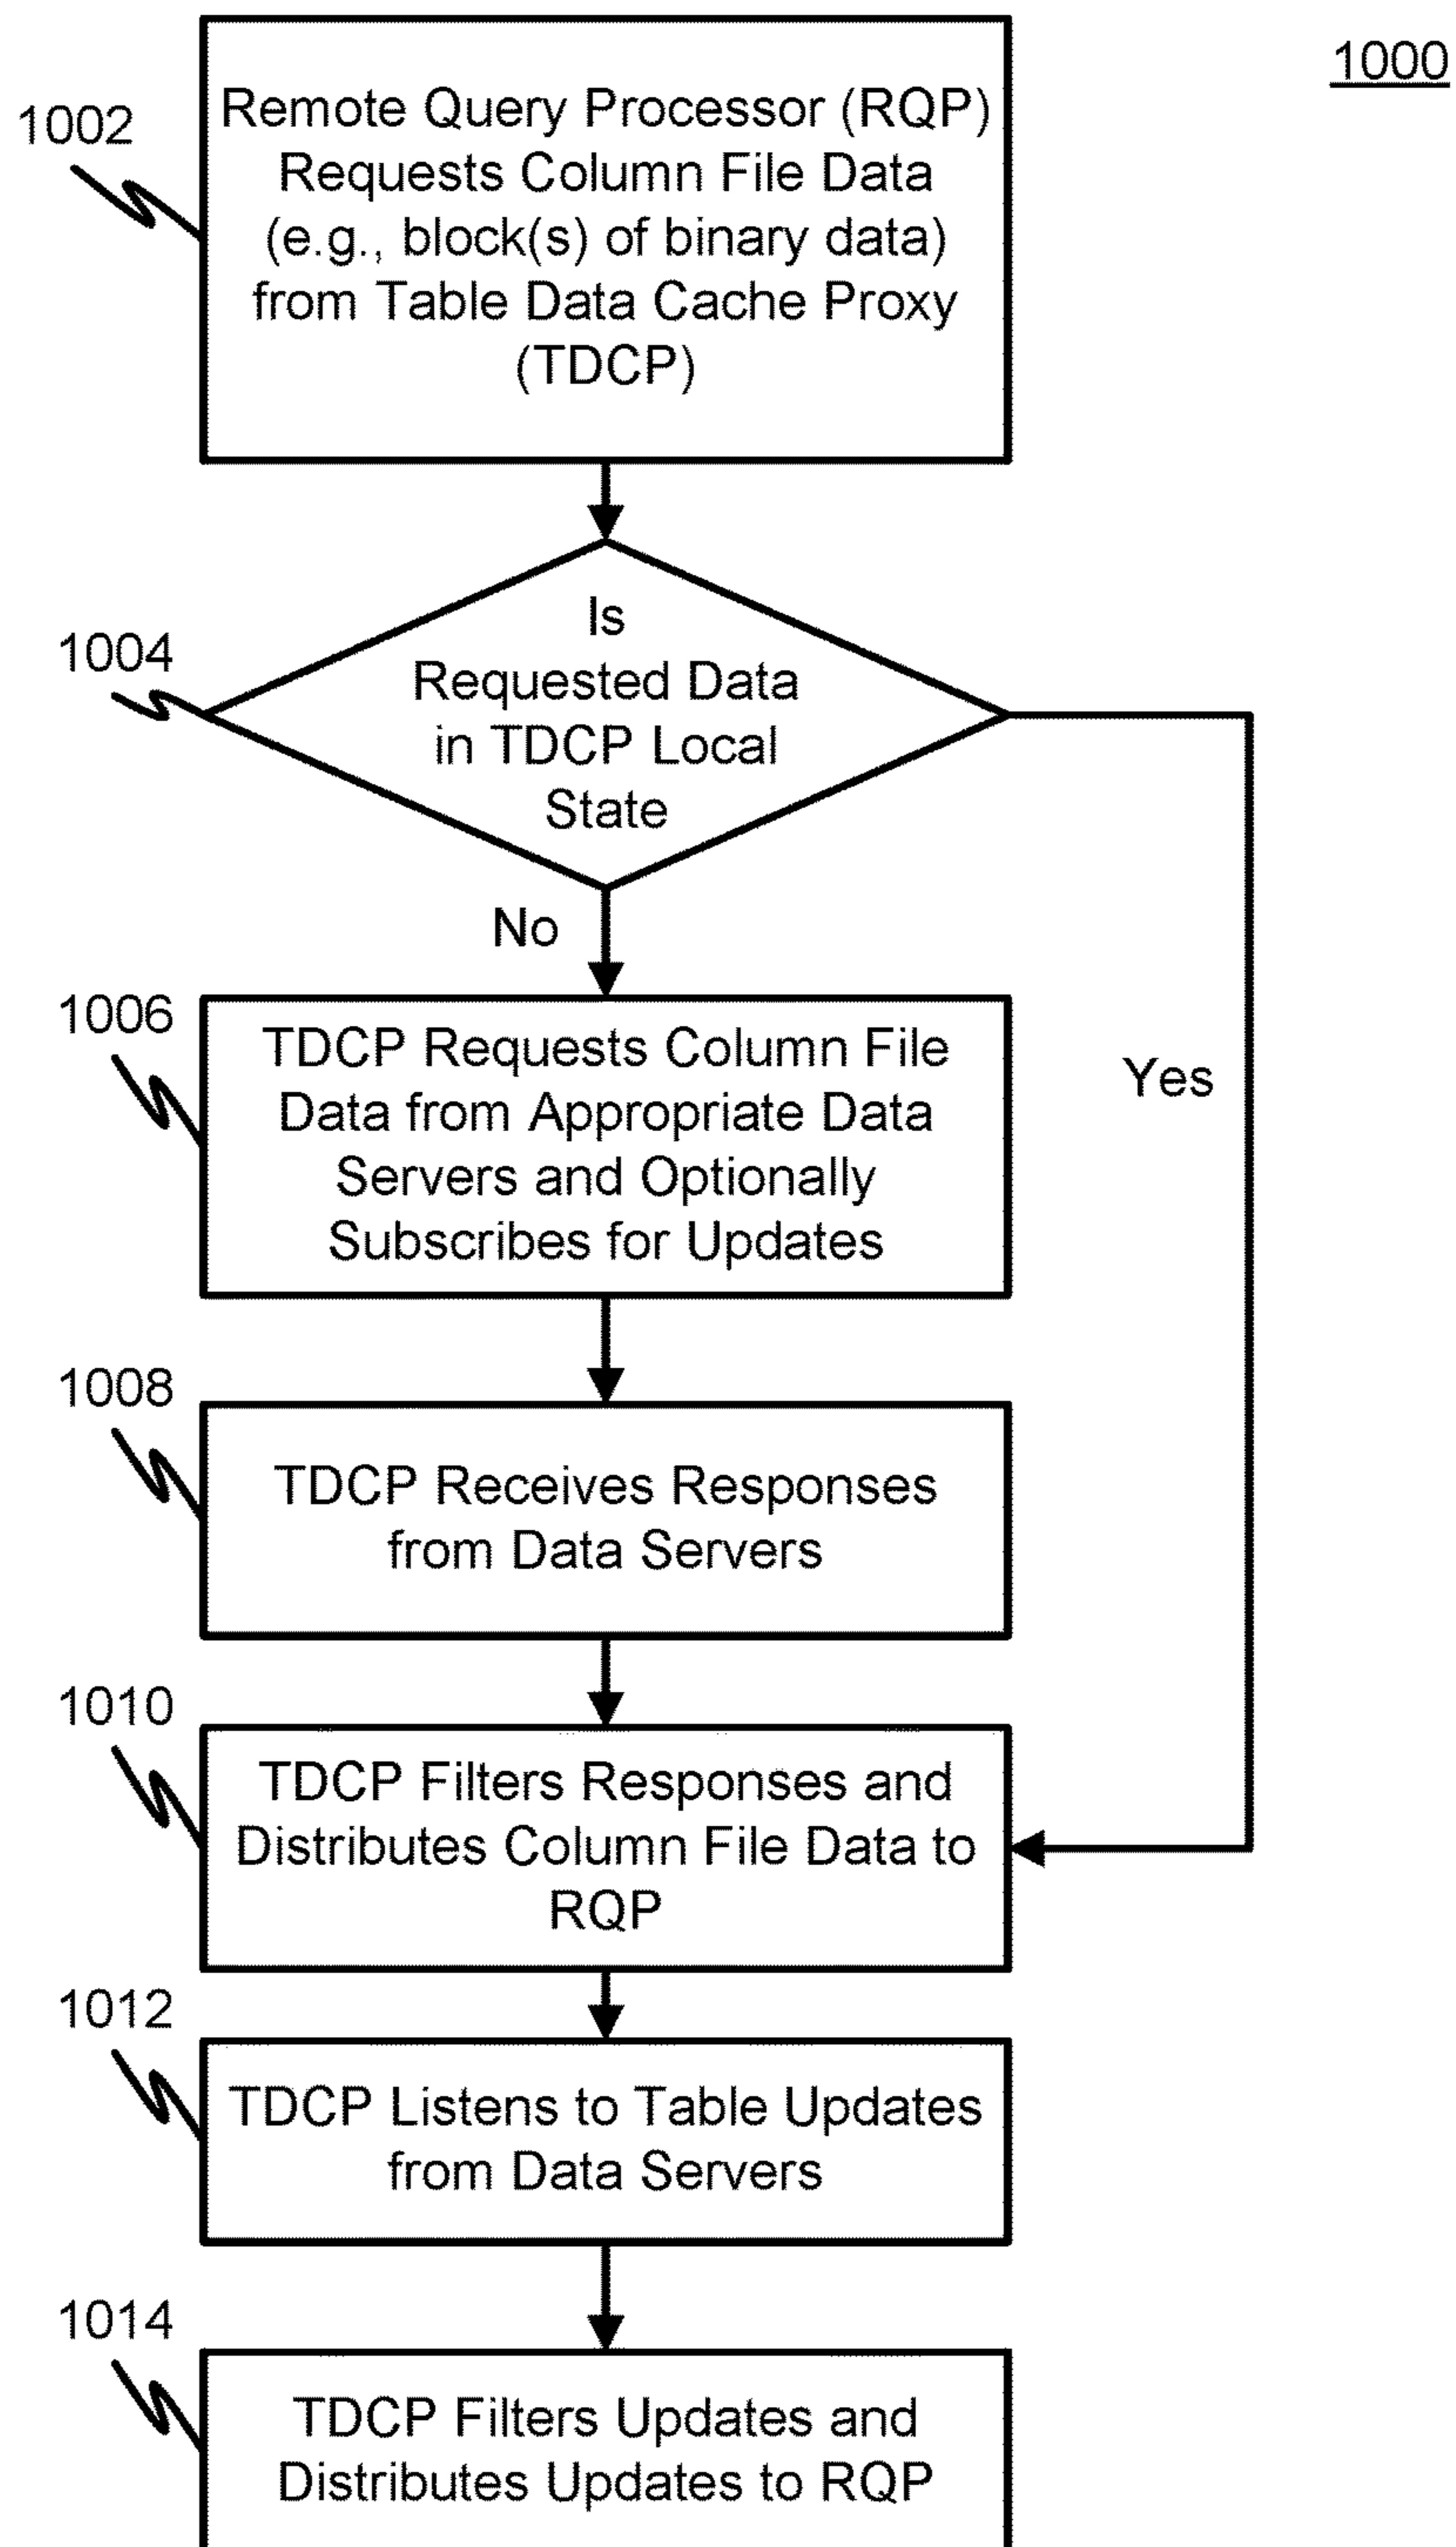 1000
1002
Remote Query Processor (RQP)
Requests Column File Data
(e.g., block(s) of binary data)
from Table Data Cache Proxy
(TDCP)
1004
Is
Requested Data
in TDCP Local
State
No
Yes
1006
TDCP Requests Column File
Data from Appropriate Data
Servers and Optionally
Subscribes for Updates
1008
TDCP Receives Responses
from Data Servers
1010
TDCP Filters Responses and
Distributes Column File Data to
RQP
1012
TDCP Listens to Table Updates
from Data Servers
1014
TDCP Filters Updates and
Distributes Updates to RQP